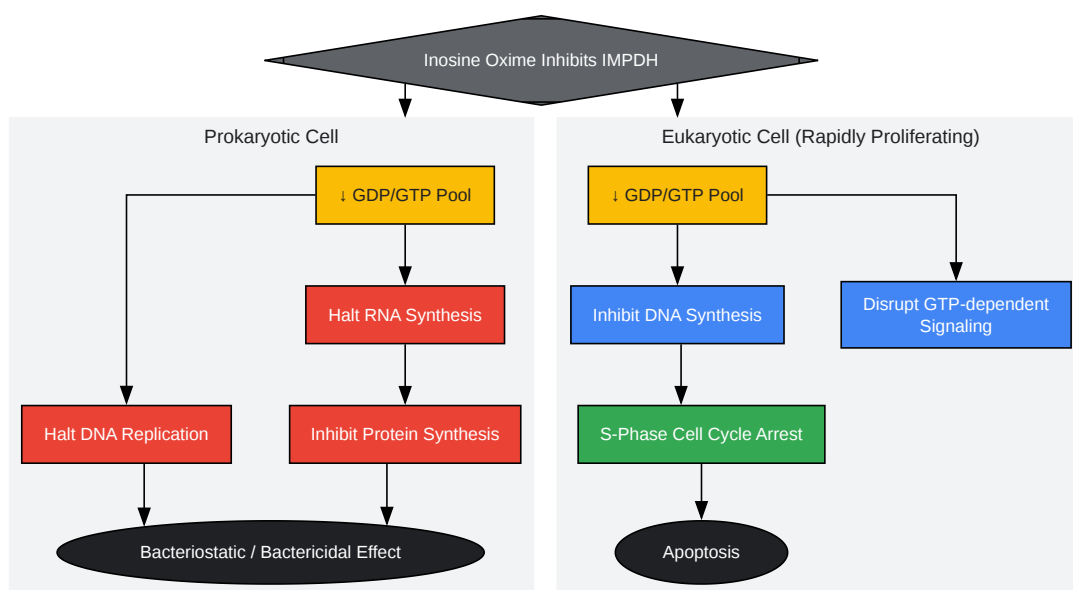 Inosine Oxime Inhibits IMPDH
Prokaryotic Cell
↓ GDP/GTP Pool
Halt RNA Synthesis
Halt DNA Replication
Inhibit Protein Synthesis
Bacteriostatic / Bactericidal Effect
Eukaryotic Cell (Rapidly Proliferating)
↓ GDP/GTP Pool
Inhibit DNA Synthesis
Disrupt GTP-dependent
Signaling
S-Phase Cell Cycle Arrest
Apoptosis